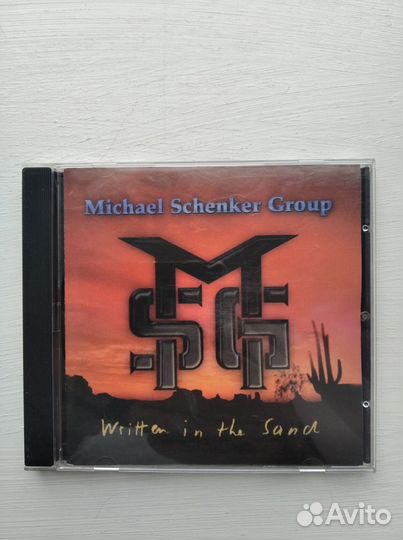 Michael Schenker Group
MSG
Written in the Sand
Avito